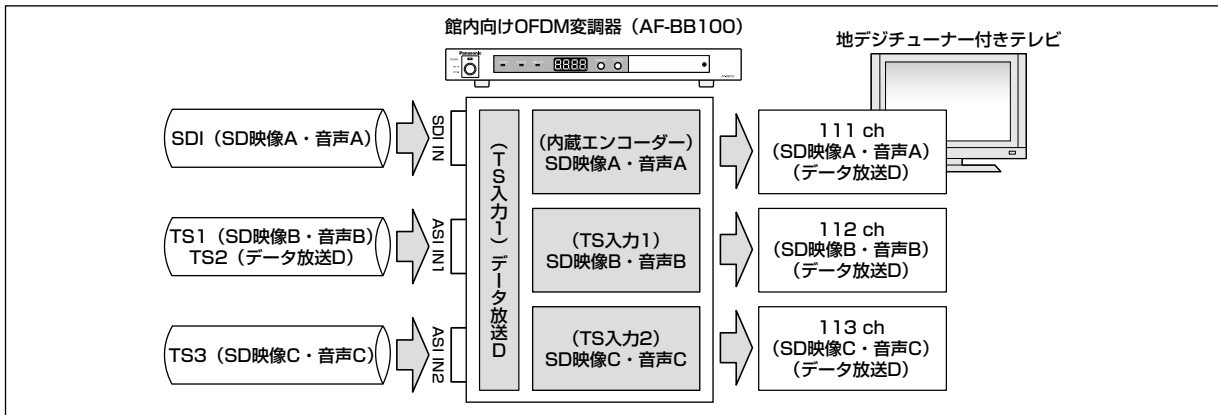 館内向けOFDM変調器（AF-BB100）
地デジチューナー付きテレビ
Panasonic
SDI（SD映像A・音声A）
SDI IN
（TS入力1）データ放送D
（内蔵エンコーダー）
SD映像A・音声A
111 ch
（SD映像A・音声A）
（データ放送D）
TS1（SD映像B・音声B）
TS2（データ放送D）
ASI IN1
（TS入力1）
SD映像B・音声B
112 ch
（SD映像B・音声B）
（データ放送D）
TS3（SD映像C・音声C）
ASI IN2
（TS入力2）
SD映像C・音声C
113 ch
（SD映像C・音声C）
（データ放送D）